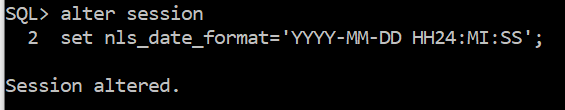 SQL> alter session
2 set nls_date_format='YYYY-MM-DD HH24:MI:SS';
Session altered.